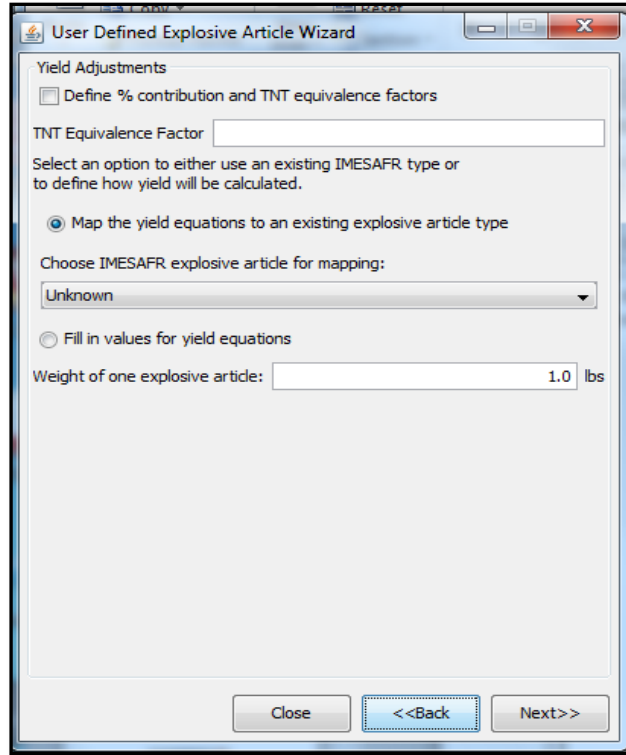 User Defined Explosive Article Wizard
Yield Adjustments
Define % contribution and TNT equivalence factors
TNT Equivalence Factor
Select an option to either use an existing IMESAFR type or
to define how yield will be calculated.
Map the yield equations to an existing explosive article type
Choose IMESAFR explosive article for mapping:
Unknown
Fill in values for yield equations
Weight of one explosive article: 1.0 lbs
Close <<Back Next>>